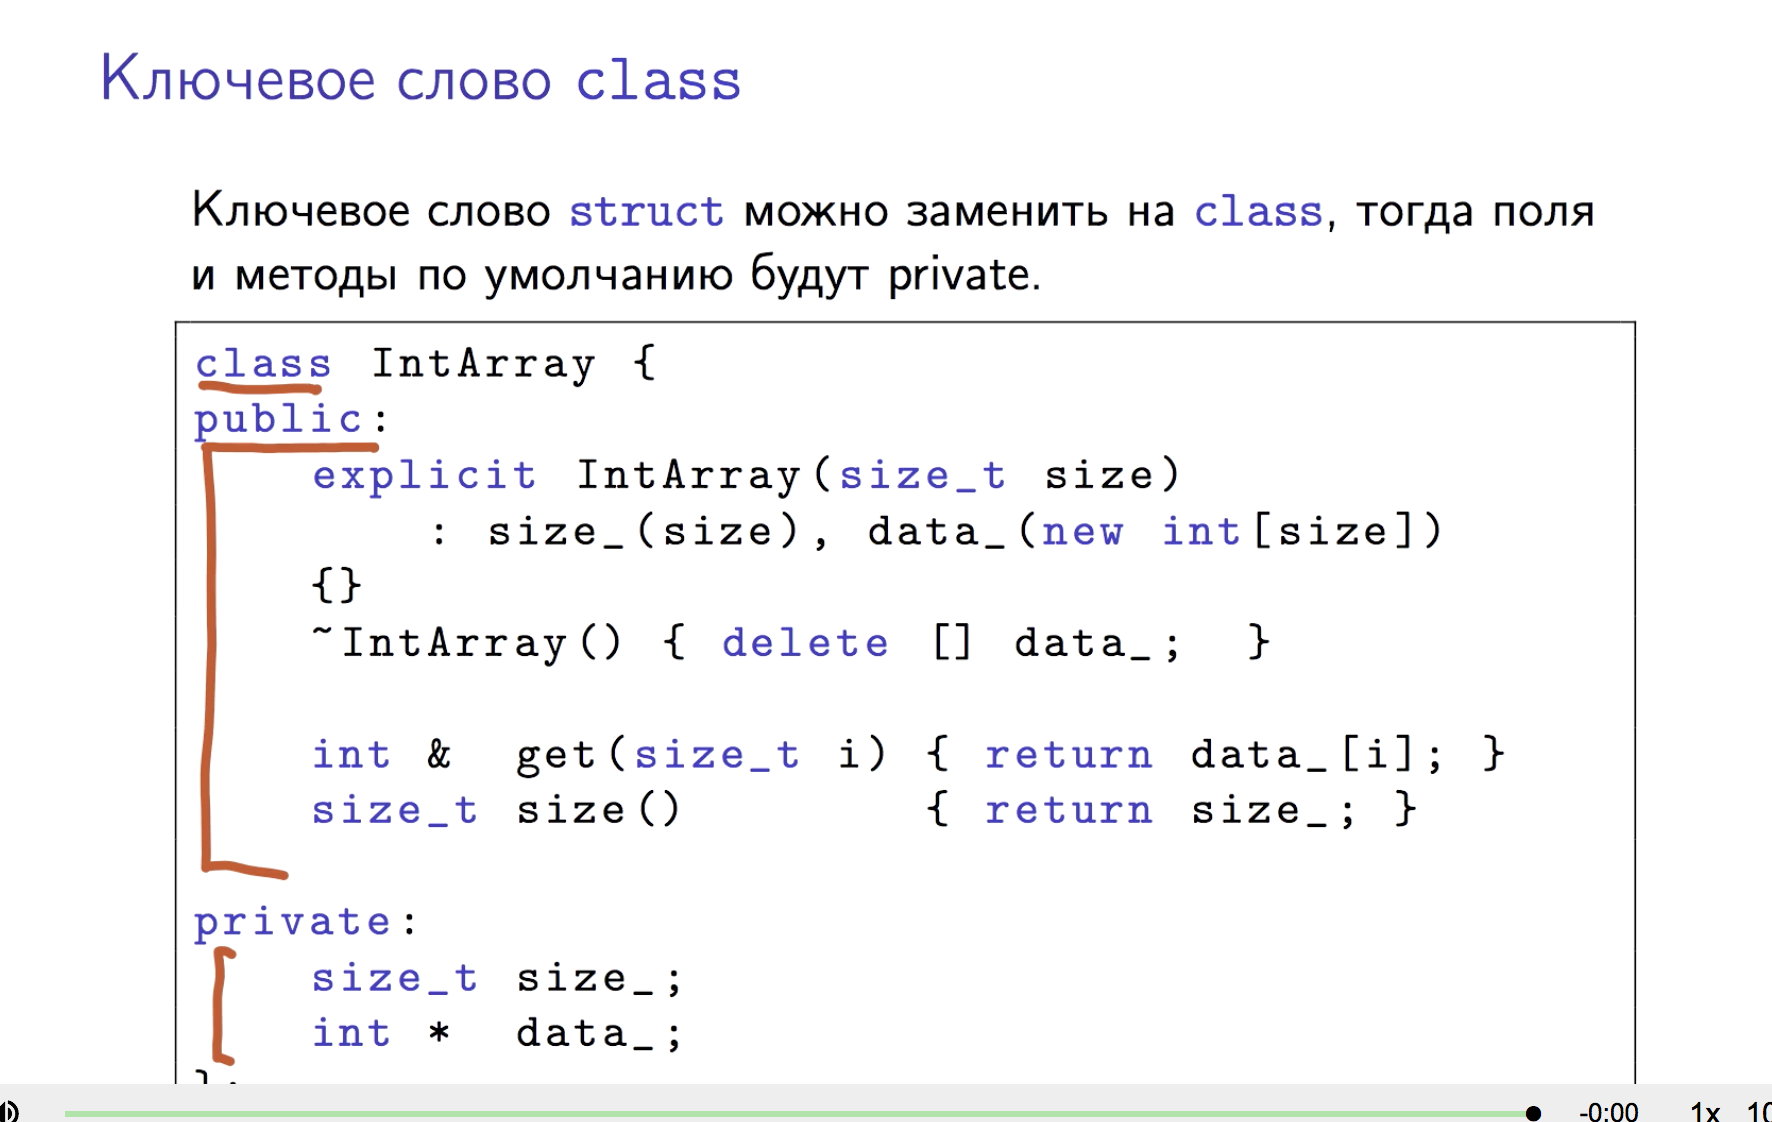 Ключевое слово class
Ключевое слово struct можно заменить на class, тогда поля
и методы по умолчанию будут private.
class IntArray {
public:
explicit IntArray(size_t size)
: size_(size), data_(new int[size])
{}
~IntArray() { delete [] data_; }
int & get(size_t i) { return data_[i]; }
size_t size() { return size_; }
private:
size_t size_;
int * data_;
};
-0:00 1x 10